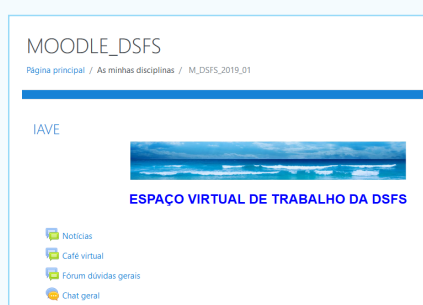 MOODLE_DSFS
Página principal / As minhas disciplinas / M_DSFS_2019_01
IAVE
ESPAÇO VIRTUAL DE TRABALHO DA DSFS
Notícias
Café virtual
Fórum dúvidas gerais
Chat geral